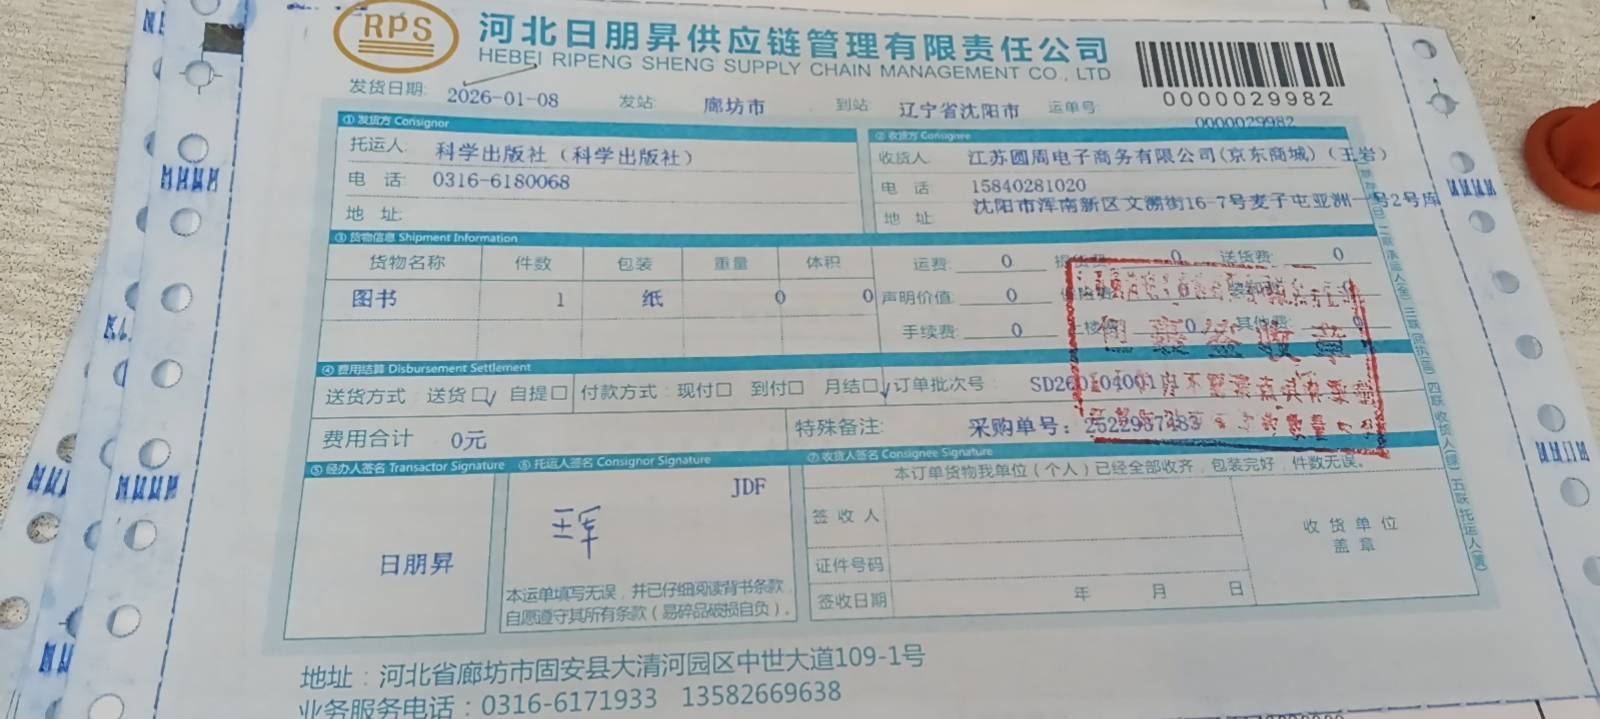 RPS
河北日朋昇供应链管理有限责任公司
HEBEI RIPENG SHENG SUPPLY CHAIN MANAGEMENT CO., LTD
0000029982
发货日期: 2026-01-08 发站: 廊坊市 到站: 辽宁省沈阳市 运单号:
0000029982
① 发货方 Consignor
② 收货方 Consignee
托运人: 科学出版社（科学出版社）
收货人: 江苏圆周电子商务有限公司(京东商城)（王岩）
电 话: 0316-6180068
电 话: 15840281020
地 址:
地 址: 沈阳市浑南新区文溯街16-7号麦子屯亚洲一号2号库
③ 货物信息 Shipment Information
货物名称 件数 包装 重量 体积
图书 1 纸 0 0
运费: 0 提货费: 0 送货费: 0
声明价值: 0
手续费: 0 0 其他费: 0
④ 费用结算 Disbursement Settlement
送货方式: 送货 自提 付款方式: 现付 到付 月结 订单批次号: SD260104001
费用合计 0元
特殊备注: 采购单号: 2522957483
⑤ 经办人签名 Transactor Signature
⑥ 托运人签名 Consignor Signature
⑦ 收货人签名 Consignee Signature
本订单货物我单位（个人）已经全部收齐，包装完好，件数无误。
JDF
日朋昇
本运单填写无误，并已仔细阅读背书条款，
自愿遵守其所有条款（易碎品破损自负）。
签 收 人
证件号码
签收日期 年 月 日
收 货 单 位
盖 章
地址：河北省廊坊市固安县大清河园区中世大道109-1号
业务服务电话：0316-6171933 13582669638